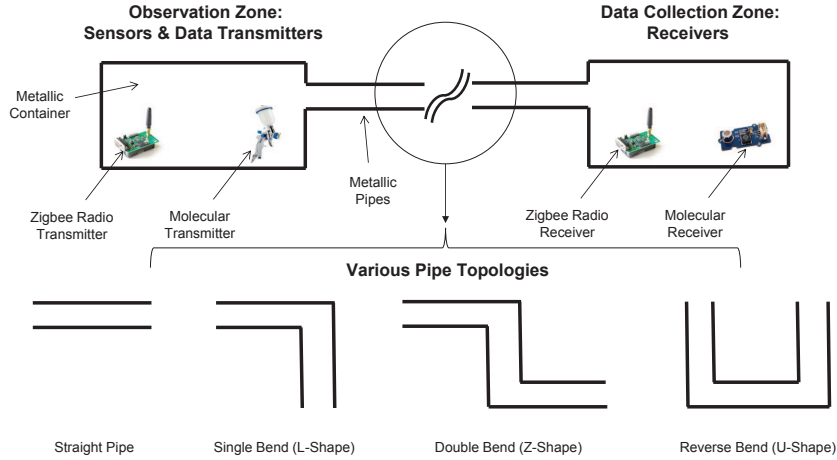 Observation Zone:
Sensors & Data Transmitters
Data Collection Zone:
Receivers
Metallic
Container
Metallic
Pipes
Zigbee Radio
Transmitter
Molecular
Transmitter
Zigbee Radio
Receiver
Molecular
Receiver
Various Pipe Topologies
Straight Pipe
Single Bend (L-Shape)
Double Bend (Z-Shape)
Reverse Bend (U-Shape)